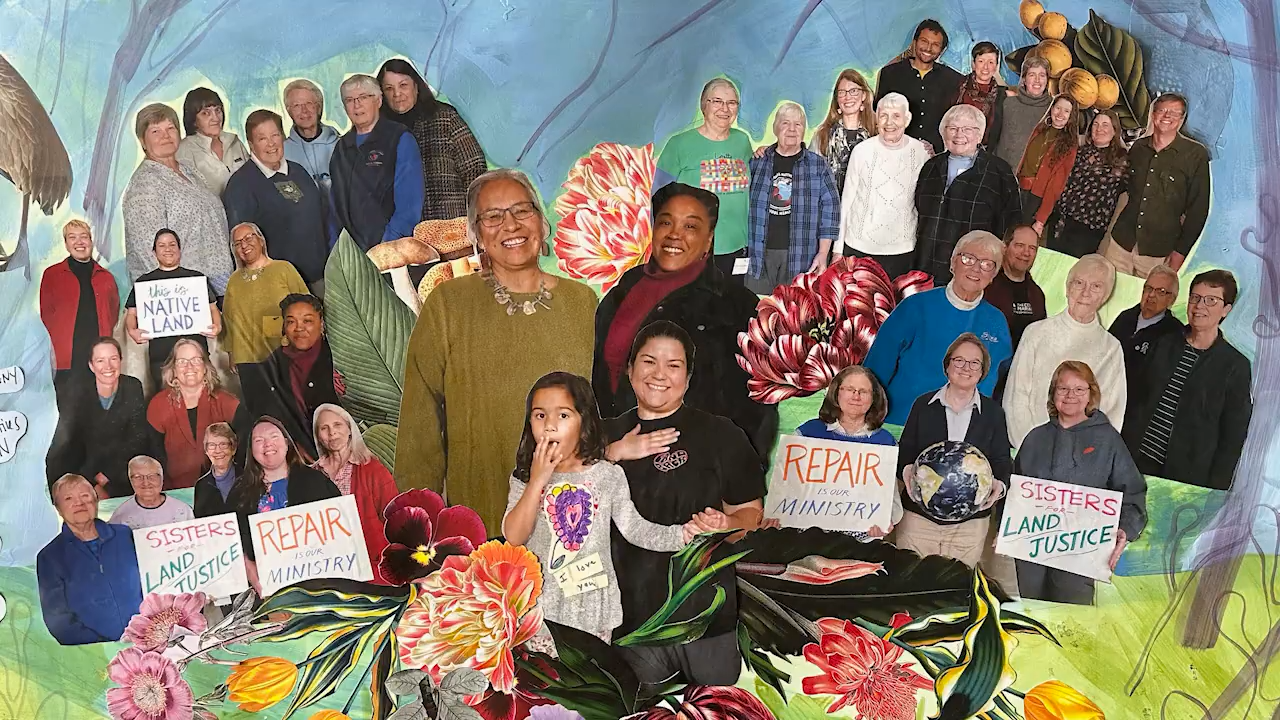 this is
NATIVE
LAND
SISTERS
FOR
LAND
JUSTICE
REPAIR
IS OUR
MINISTRY
I love
you
REPAIR
IS OUR
MINISTRY
SISTERS
FOR
LAND
JUSTICE